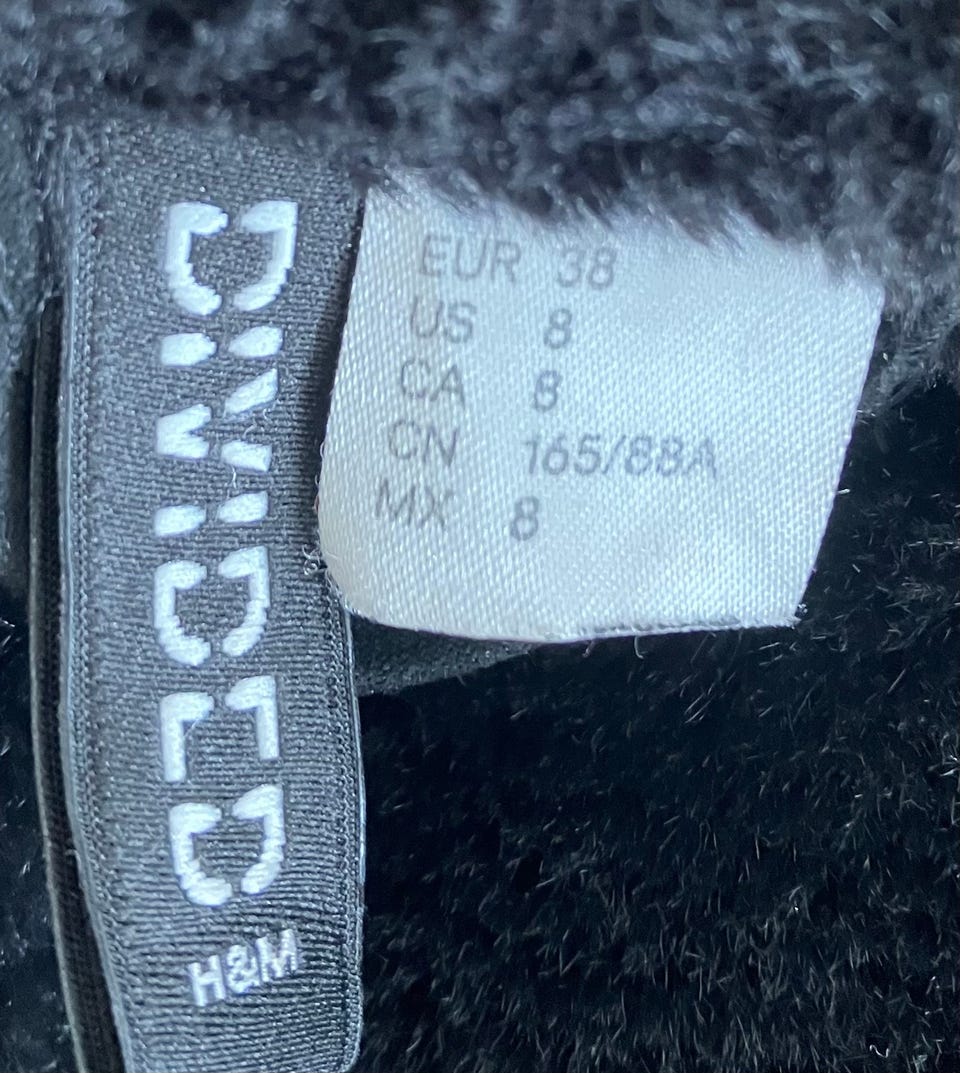 DIVIDED
H&M
EUR 38
US 8
CA 8
CN 165/88A
MX 8